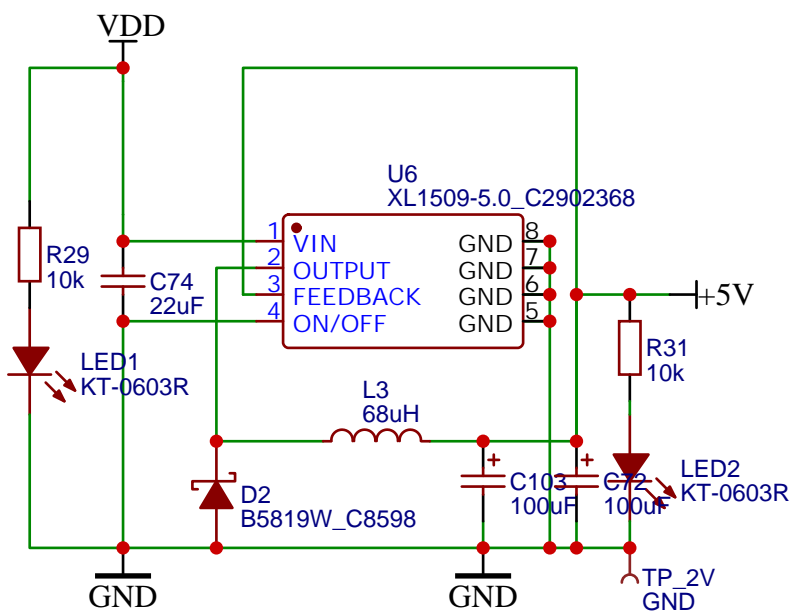 VDD
U6
XL1509-5.0_C2902368
1
VIN
GND
8
2
OUTPUT
GND
7
3
FEEDBACK
GND
6
4
ON/OFF
GND
5
R29
10k
C74
22uF
+5V
R31
10k
LED1
KT-0603R
L3
68uH
D2
B5819W_C8598
C103
100uF
C72
100uF
LED2
KT-0603R
GND
GND
TP_2V
GND